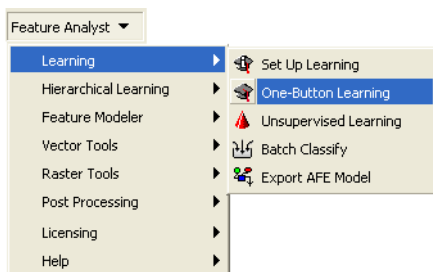 Feature Analyst
Learning
Hierarchical Learning
Feature Modeler
Vector Tools
Raster Tools
Post Processing
Licensing
Help
Set Up Learning
One-Button Learning
Unsupervised Learning
Batch Classify
Export AFE Model